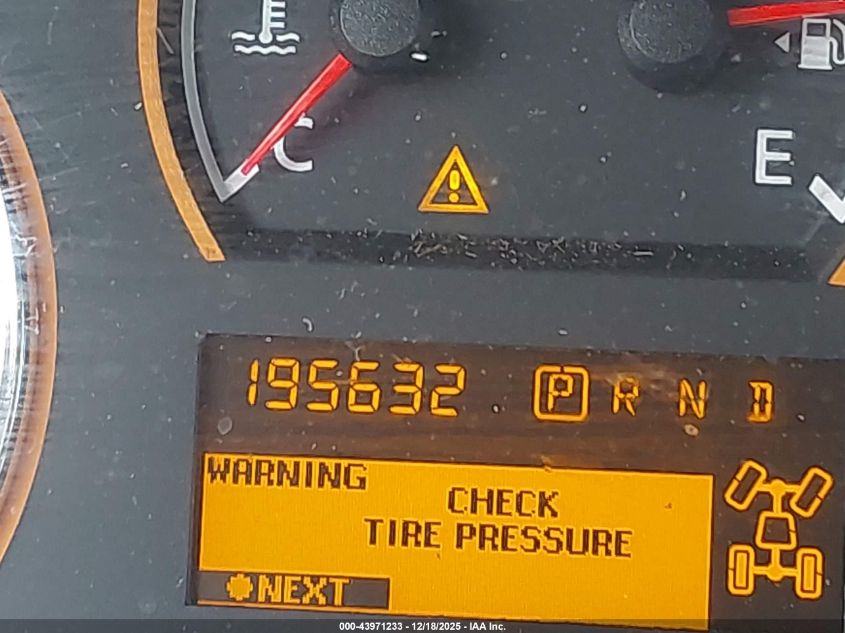 C
E
195632 P R N D
WARNING
CHECK
TIRE PRESSURE
NEXT
000-43971233 - 12/18/2025 - IAA Inc.